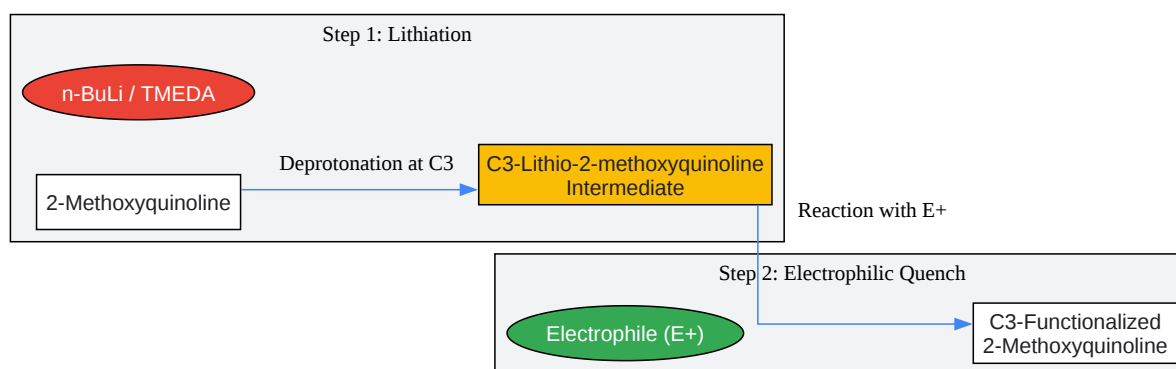 Step 1: Lithiation
n-BuLi / TMEDA
Deprotonation at C3
2-Methoxyquinoline
C3-Lithio-2-methoxyquinoline
Intermediate
Reaction with E+
Step 2: Electrophilic Quench
Electrophile (E+)
C3-Functionalized
2-Methoxyquinoline